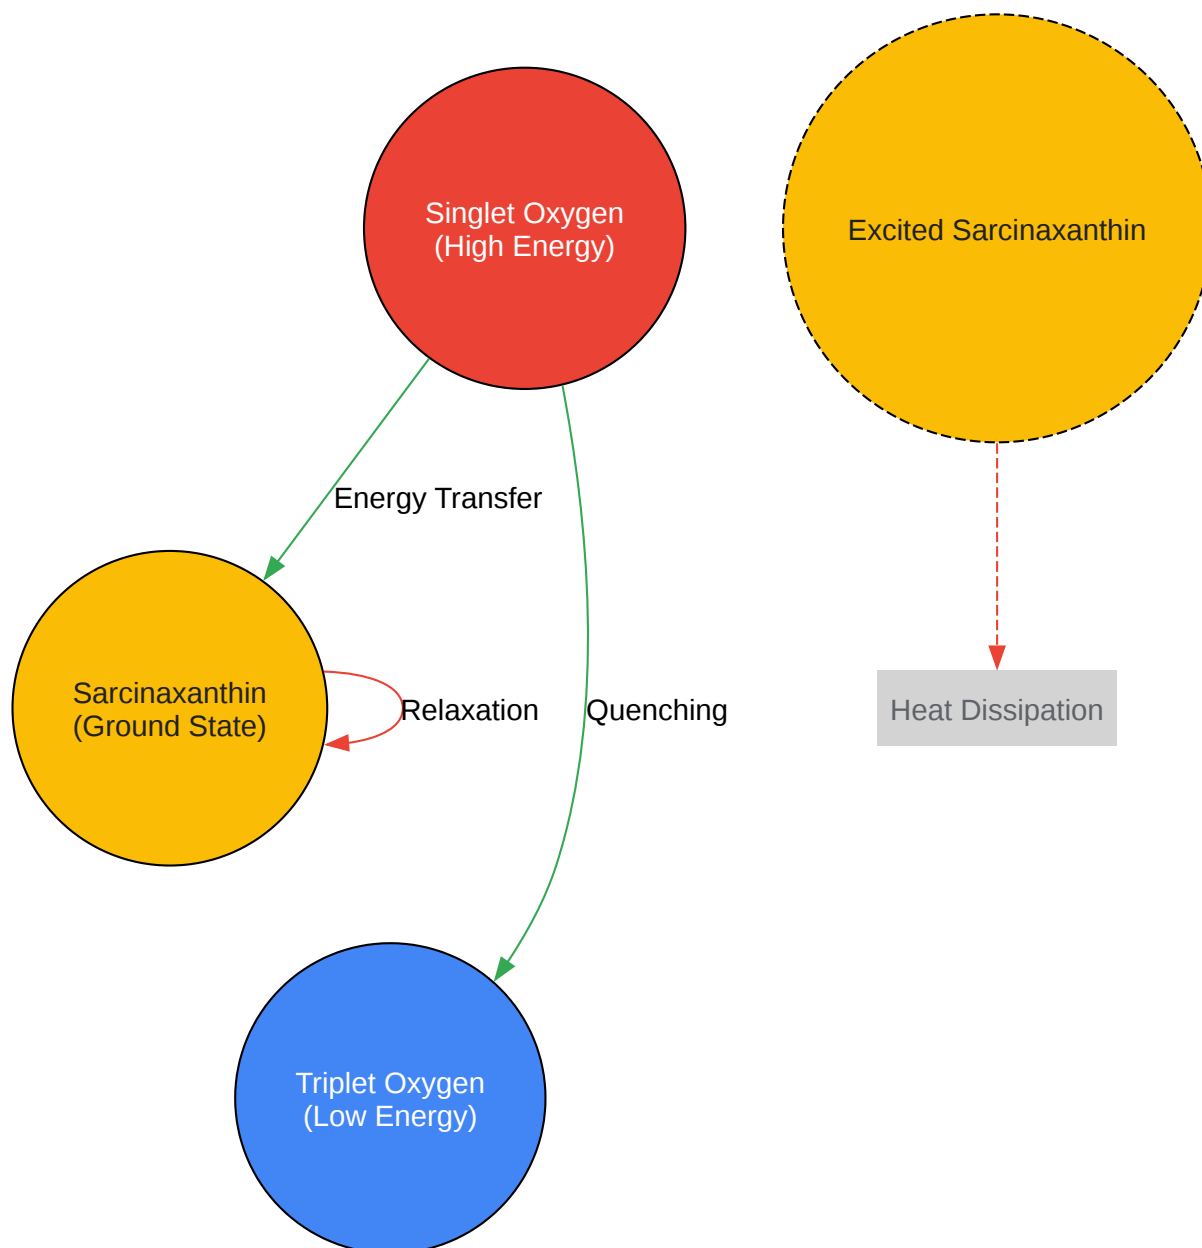 Singlet Oxygen
(High Energy)
Excited Sarcinaxanthin
Energy Transfer
Sarcinaxanthin
(Ground State)
Relaxation
Quenching
Heat Dissipation
Triplet Oxygen
(Low Energy)